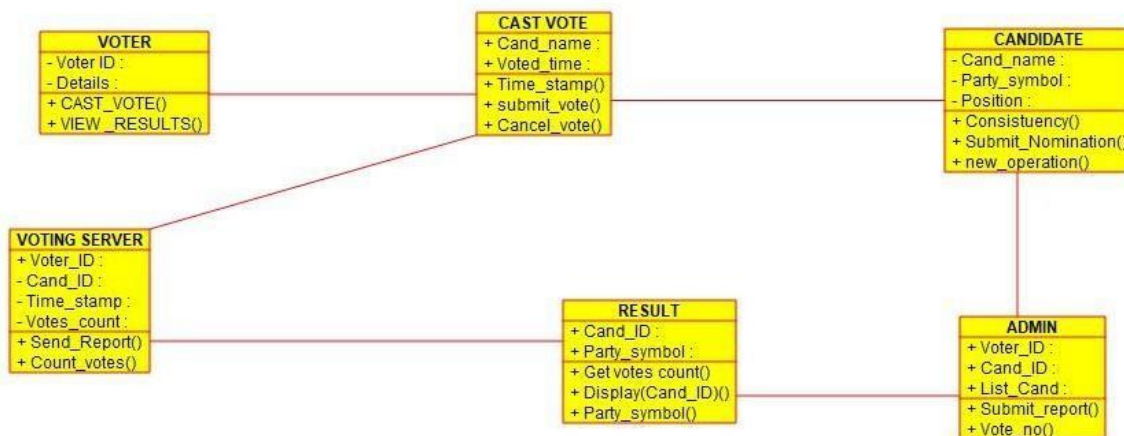 VOTER
- Voter ID :
- Details :
+ CAST_VOTE()
+ VIEW _RESULTS()
CAST VOTE
+ Cand_name :
+ Voted_time :
+ Time_stamp()
+ submit_vote()
+ Cancel_vote()
CANDIDATE
- Cand_name :
- Party_symbol :
- Position :
+ Consistuency()
+ Submit_Nomination()
+ new_operation()
VOTING SERVER
+ Voter_ID :
- Cand_ID :
- Time_stamp :
- Votes_count :
+ Send_Report()
+ Count_votes()
RESULT
+ Cand_ID :
+ Party_symbol :
+ Get votes count()
+ Display(Cand_ID)()
+ Party_symbol()
ADMIN
+ Voter_ID :
+ Cand_ID :
+ List_Cand :
+ Submit_report()
+ Vote_no()